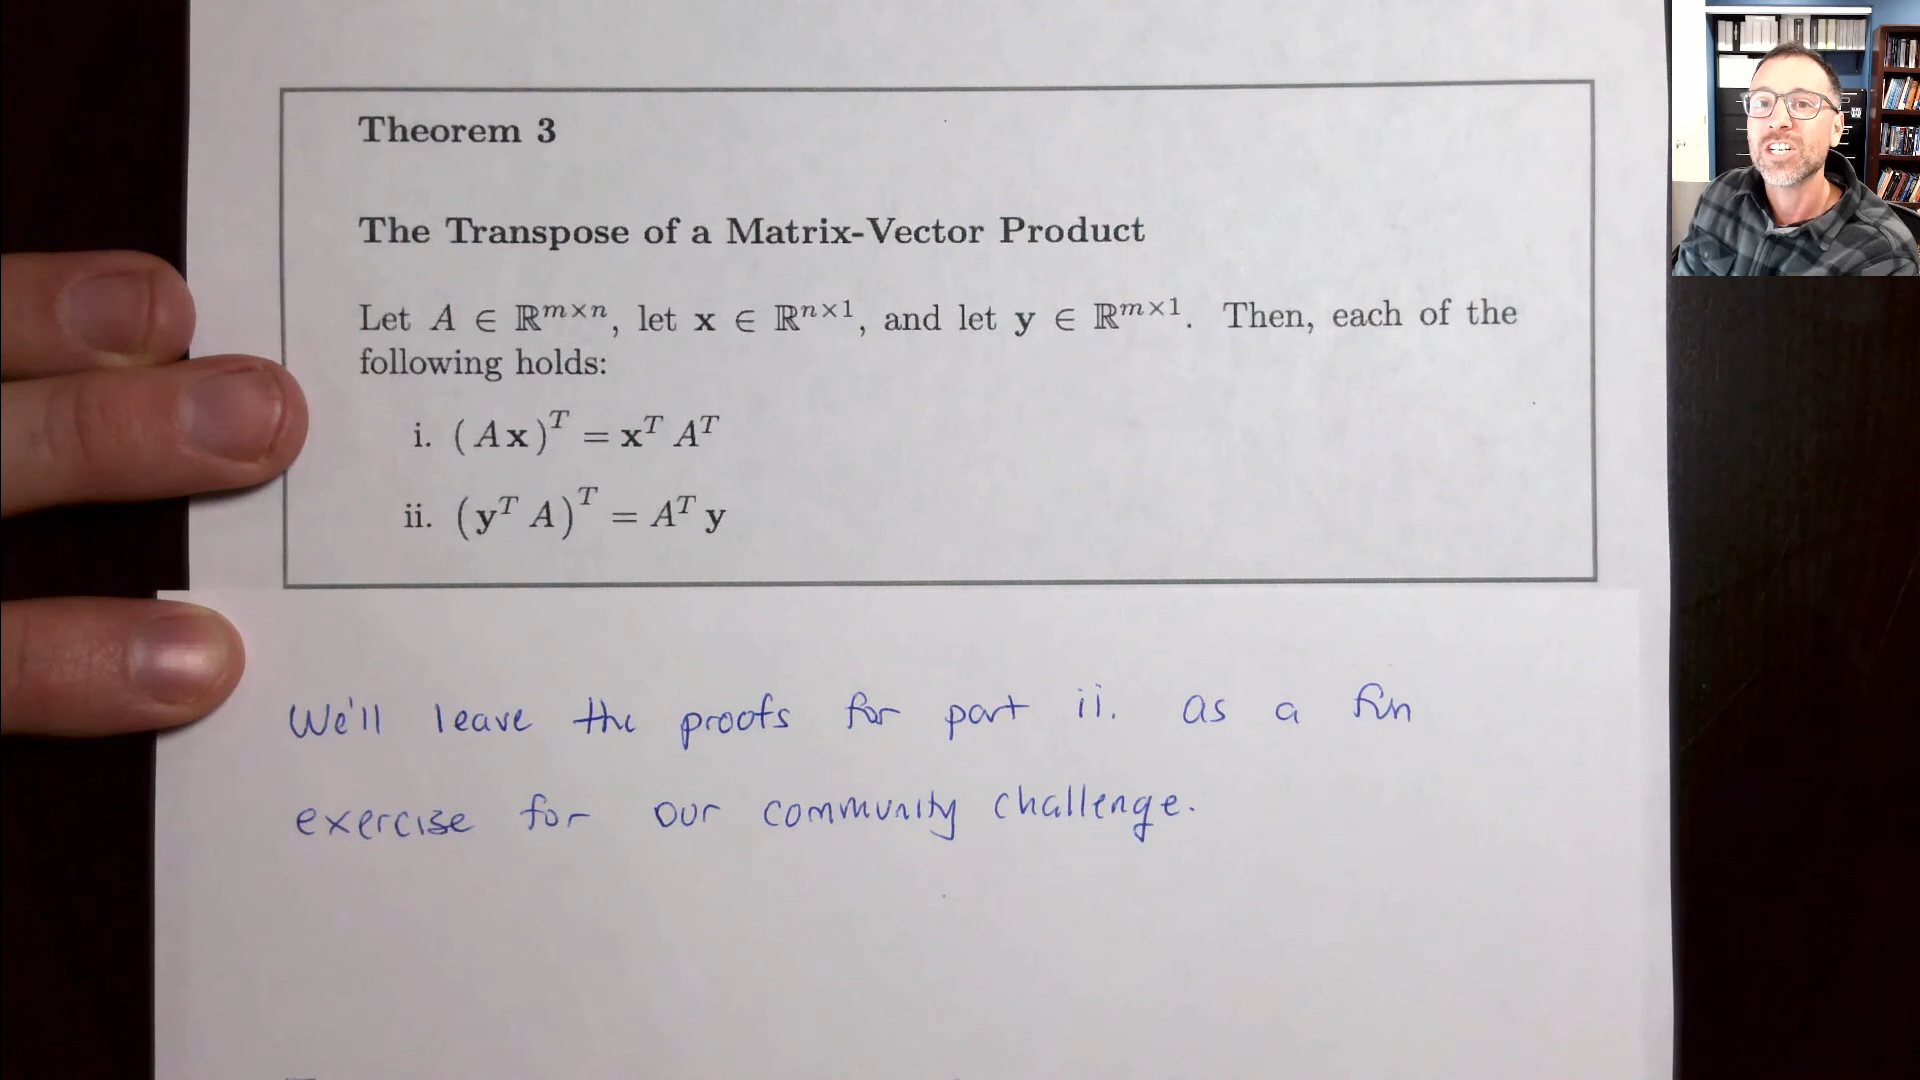 Theorem 3
The Transpose of a Matrix-Vector Product
Let A ∈ ℝ^{m×n}, let x ∈ ℝ^{n×1}, and let y ∈ ℝ^{m×1}. Then, each of the
following holds:
i. (Ax)^T = x^T A^T
ii. (y^T A)^T = A^T y
We'll leave the proofs for part ii. as a fun
exercise for our community challenge.